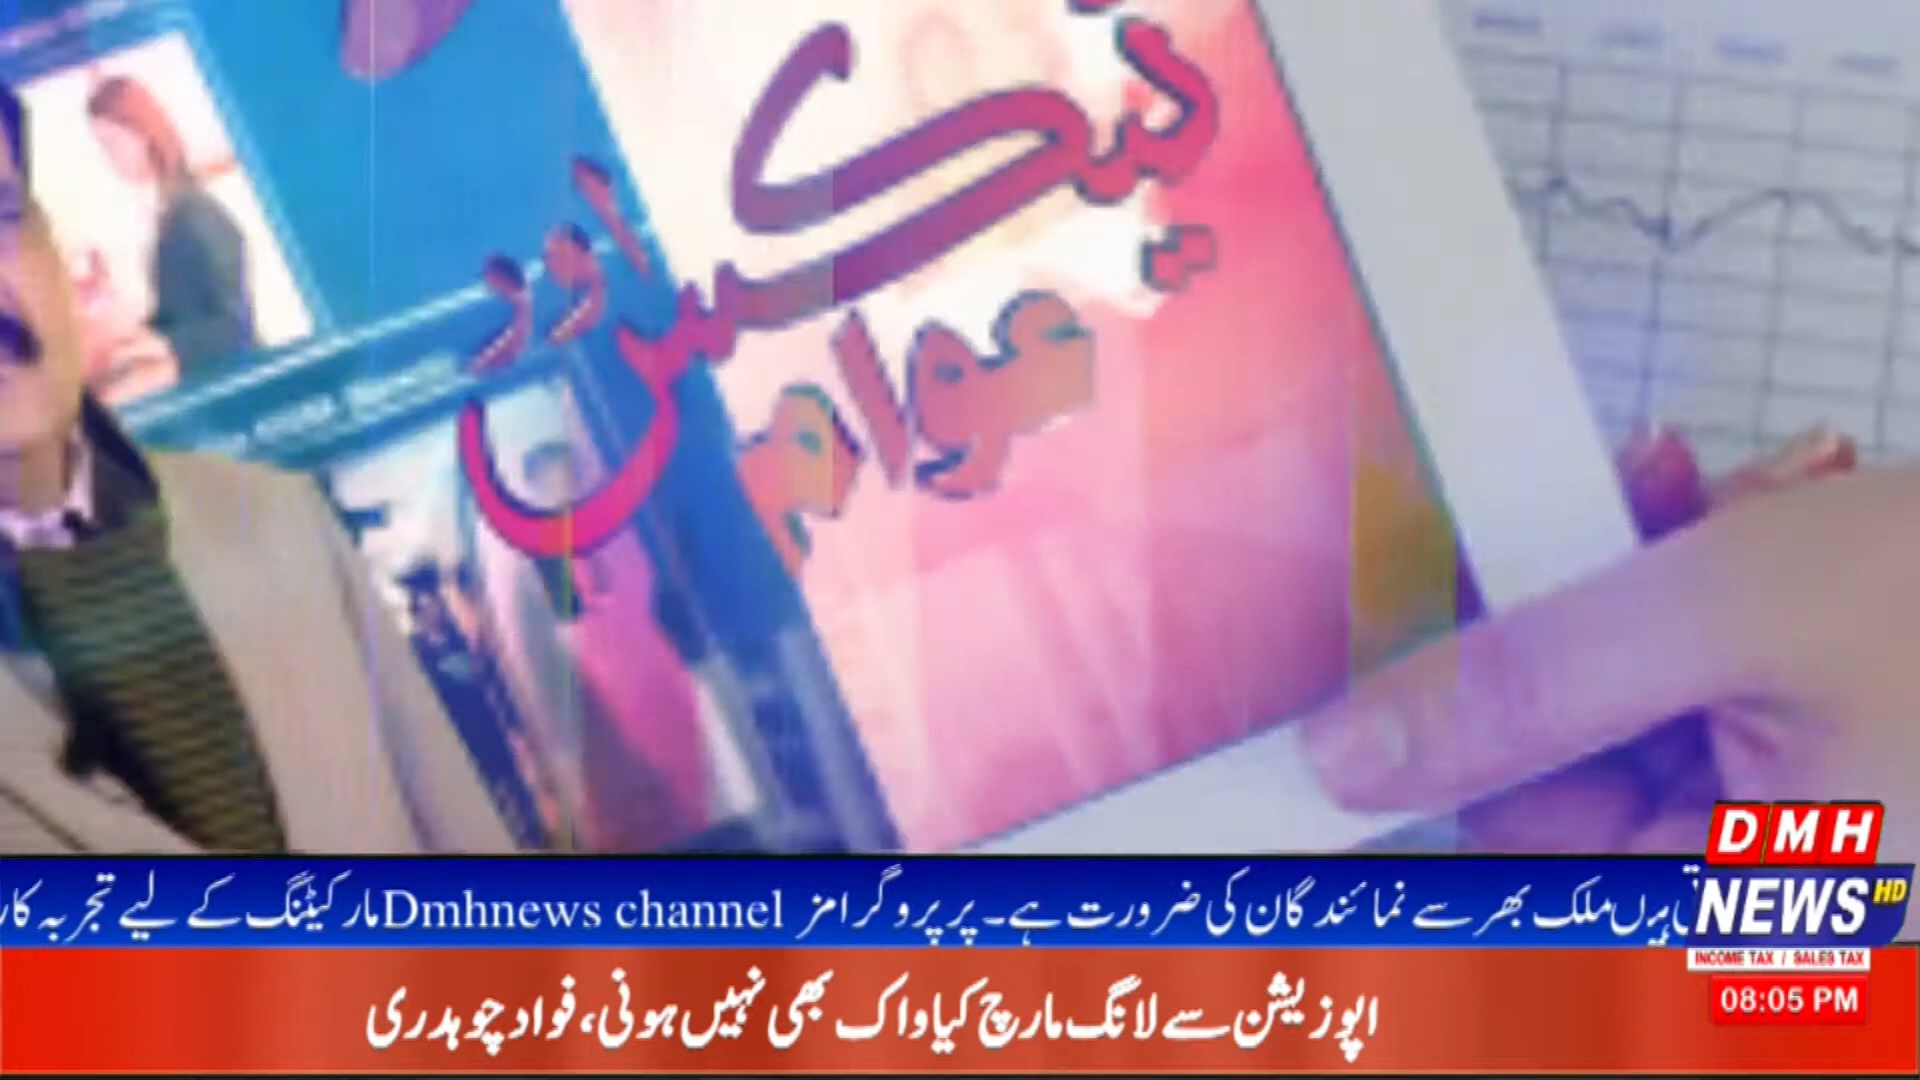 ٹیکس اور
عوام
DMH
NEWS HD
INCOME TAX / SALES TAX
08:05 PM
ہیں ملک بھر سے نمائندگان کی ضرورت ہے۔ پر پروگرامز Dmhnews channel مارکیٹنگ کے لیے تجربہ کار
اپوزیشن سے لانگ مارچ کیا واک بھی نہیں ہونی، فواد چوہدری